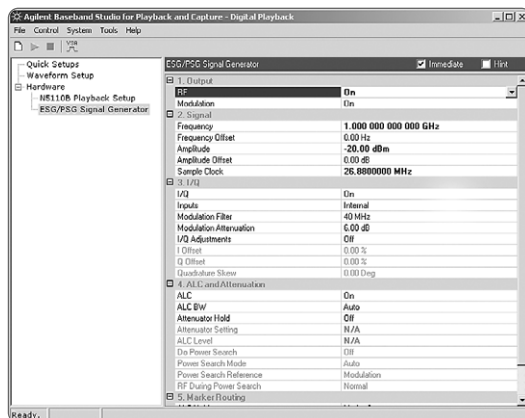 Agilent Baseband Studio for Playback and Capture - Digital Playback
File Control System Tools Help
Quick Setups
Waveform Setup
Hardware
N5110B Playback Setup
ESG/PSG Signal Generator
ESG/PSG Signal Generator Immediate Hint
1. Output
RF On
Modulation On
2. Signal
Frequency 1.000 000 000 000 GHz
Frequency Offset 0.00 Hz
Amplitude -20.00 dBm
Amplitude Offset 0.00 dB
Sample Clock 26.8800000 MHz
3. I/Q
I/Q On
Inputs Internal
Modulation Filter 40 MHz
Modulation Attenuation 6.00 dB
I/Q Adjustments Off
I Offset 0.00 %
Q Offset 0.00 %
Quadrature Skew 0.00 Deg
4. ALC and Attenuation
ALC On
ALC BW Auto
Attenuator Hold Off
Attenuator Setting N/A
ALC Level N/A
Do Power Search Off
Power Search Mode Auto
Power Search Reference Modulation
RF During Power Search Normal
5. Marker Routing
Ready.